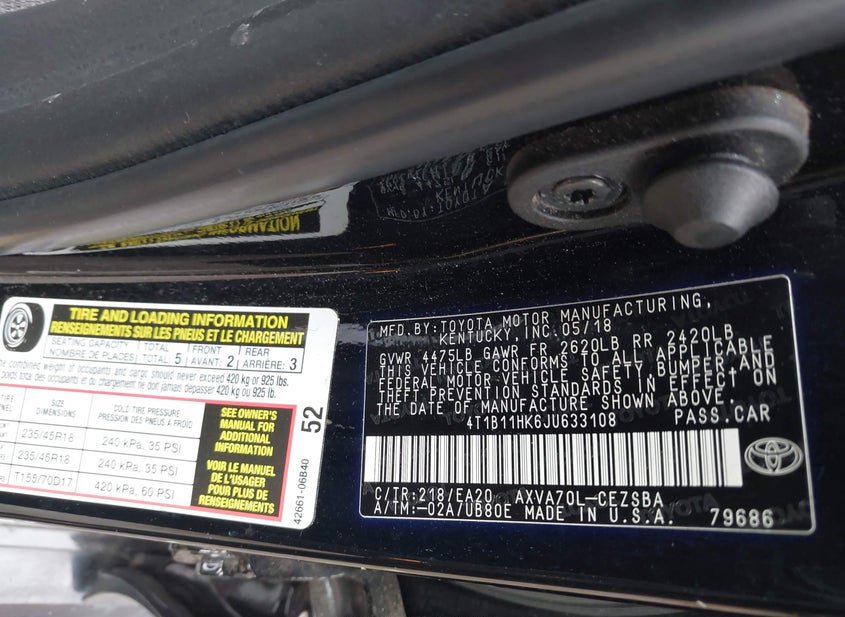 TIRE AND LOADING INFORMATION
RENSEIGNEMENTS SUR LES PNEUS ET LE CHARGEMENT
SEATING CAPACITY TOTAL FRONT REAR
NOMBRE DE PLACES TOTAL: 5 AVANT: 2 ARRIÈRE: 3
The combined weight of occupants and cargo should never exceed 420 kg or 925 lbs.
total des occupants et du chargement ne doit jamais dépasser 420 kg ou 925 lb.
SIZE COLD TIRE PRESSURE
DIMENSIONS PRESSION DES PNEUS À FROID
235/45R18 240 kPa, 35 PSI
235/45R18 240 kPa, 35 PSI
T155/70D17 420 kPa, 60 PSI
SEE OWNER'S
MANUAL FOR
ADDITIONAL
INFORMATION
VOIR LE MANUEL
DE L'USAGER
POUR PLUS DE
RENSEIGNEMENTS
52
42661-06B40
MFD.BY:TOYOTA MOTOR MANUFACTURING,
KENTUCKY, INC.05/18
GVWR 4475LB GAWR FR 2620LB RR 2420LB
THIS VEHICLE CONFORMS TO ALL APPLICABLE
FEDERAL MOTOR VEHICLE SAFETY,BUMPER,AND
THEFT PREVENTION STANDARDS IN EFFECT ON
THE DATE OF MANUFACTURE SHOWN ABOVE.
4T1B11HK6JU633108 PASS.CAR
C/TR:218/EA20 AXVA70L-CEZSBA
A/TM:-02A/UB80E MADE IN U.S.A. 79686
TOYOTA